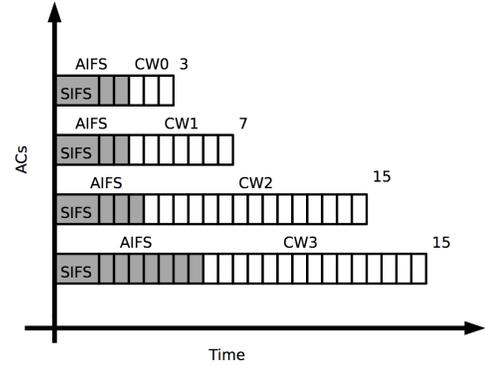 AIFS CW0 3
SIFS
AIFS CW1 7
SIFS
AIFS CW2 15
SIFS
AIFS CW3 15
SIFS
ACs
Time